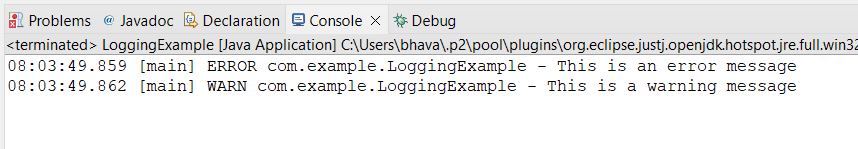 Problems @ Javadoc Declaration Console Debug
<terminated> LoggingExample [Java Application] C:\Users\bhava\.p2\pool\plugins\org.eclipse.justj.openjdk.hotspot.jre.full.win32
08:03:49.859 [main] ERROR com.example.LoggingExample - This is an error message
08:03:49.862 [main] WARN com.example.LoggingExample - This is a warning message